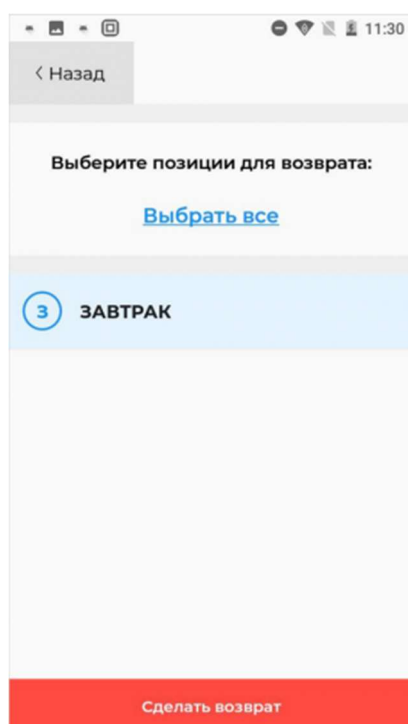 11:30
Назад
Выберите позиции для возврата:
Выбрать все
3 ЗАВТРАК
Сделать возврат